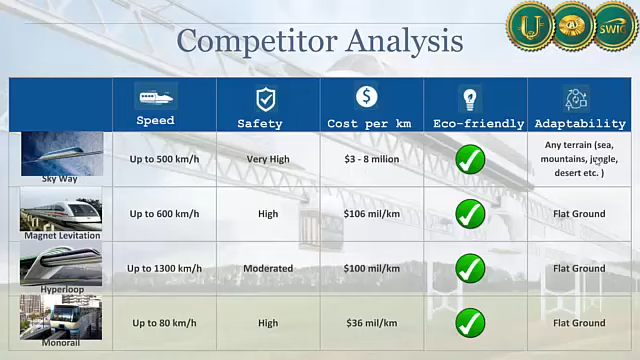 Competitor Analysis
SWIG
Speed
Safety
Cost per km
Eco-friendly
Adaptability
Sky Way
Up to 500 km/h
Very High
$3 - 8 milion
Any terrain (sea,
mountains, jungle,
desert etc. )
Magnet Levitation
Up to 600 km/h
High
$106 mil/km
Flat Ground
Hyperloop
Up to 1300 km/h
Moderated
$100 mil/km
Flat Ground
Monorail
Up to 80 km/h
High
$36 mil/km
Flat Ground